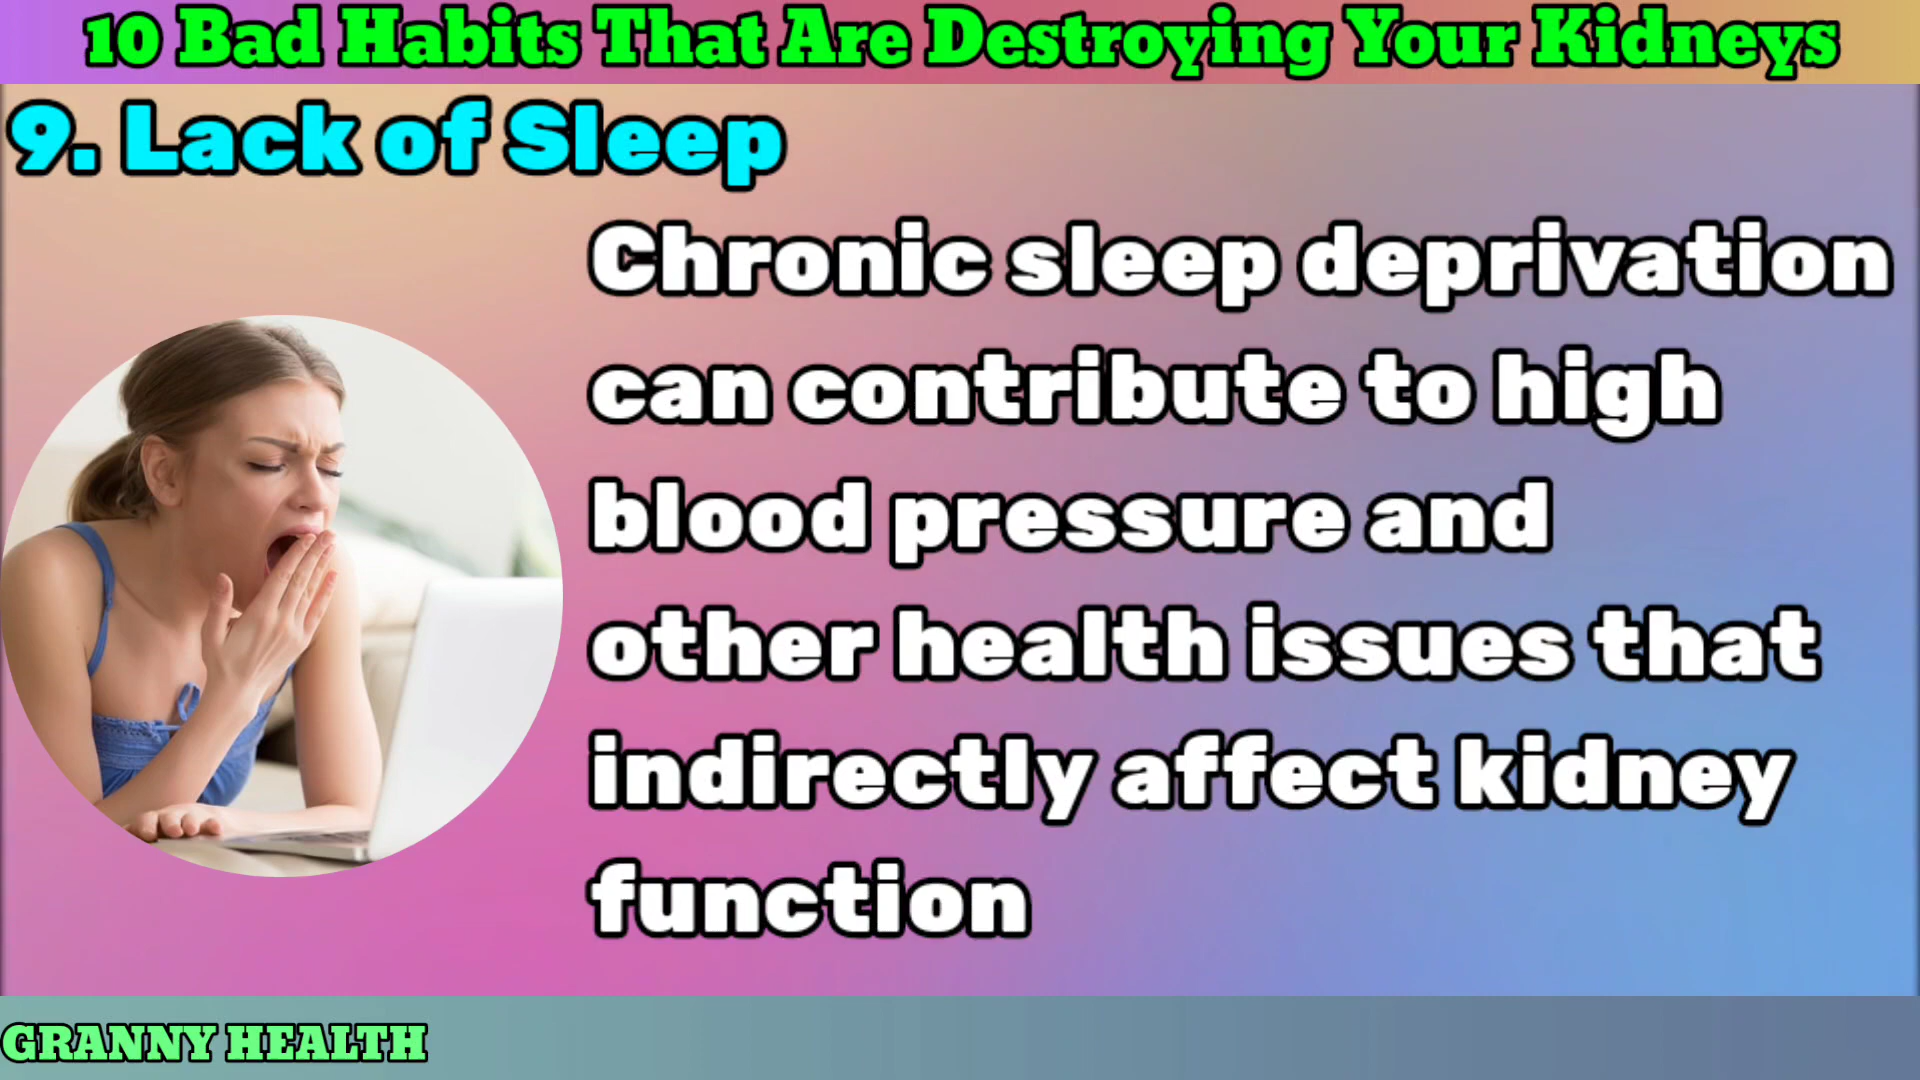 10 Bad Habits That Are Destroying Your Kidneys
9. Lack of Sleep
Chronic sleep deprivation
can contribute to high
blood pressure and
other health issues that
indirectly affect kidney
function
GRANNY HEALTH